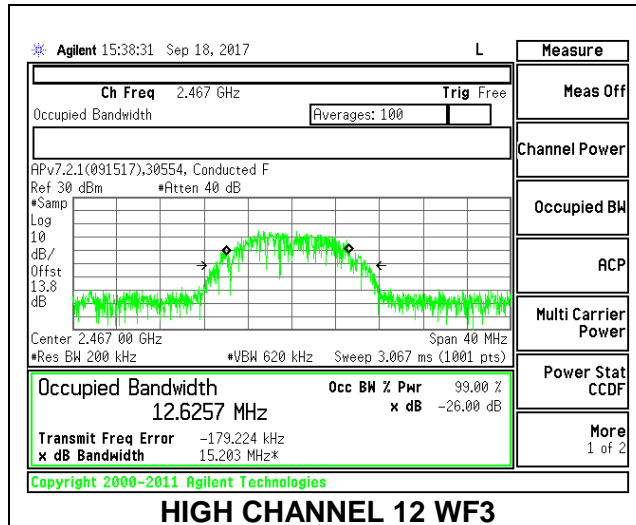 Agilent 15:38:31 Sep 18, 2017 L
Measure
Ch Freq 2.467 GHz Trig Free
Meas Off
Occupied Bandwidth Averages: 100
Channel Power
APv7.2.1(091517),30554, Conducted F
Ref 30 dBm #Atten 40 dB
#Samp
Log
10
dB/
Offst
13.8
dB
Occupied BW
ACP
Multi Carrier
Power
Center 2.467 00 GHz Span 40 MHz
#Res BW 200 kHz #VBW 620 kHz Sweep 3.067 ms (1001 pts)
Power Stat
CCDF
Occupied Bandwidth Occ BW % Pwr 99.00 %
12.6257 MHz x dB -26.00 dB
Transmit Freq Error -179.224 kHz
x dB Bandwidth 15.203 MHz*
More
1 of 2
Copyright 2000-2011 Agilent Technologies
HIGH CHANNEL 12 WF3